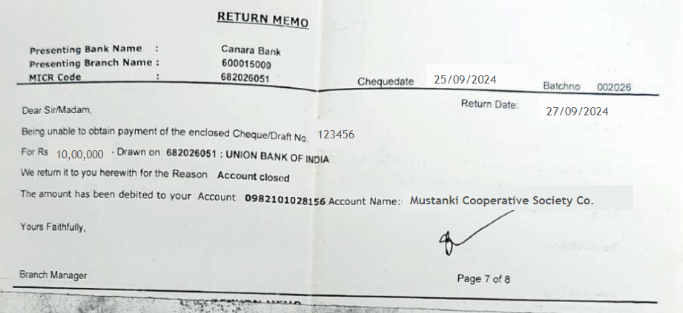 RETURN MEMO
Presenting Bank Name : Canara Bank
Presenting Branch Name : 600015000
MICR Code : 682026051
Chequedate 25/09/2024 Batchno 002026
Return Date: 27/09/2024
Dear Sir/Madam,
Being unable to obtain payment of the enclosed Cheque/Draft No. 123456
For Rs 10,00,000 - Drawn on 682026051 : UNION BANK OF INDIA
We return it to you herewith for the Reason Account closed
The amount has been debited to your Account 0982101028156 Account Name: Mustanki Cooperative Society Co.
Yours Faithfully,
Branch Manager
Page 7 of 8